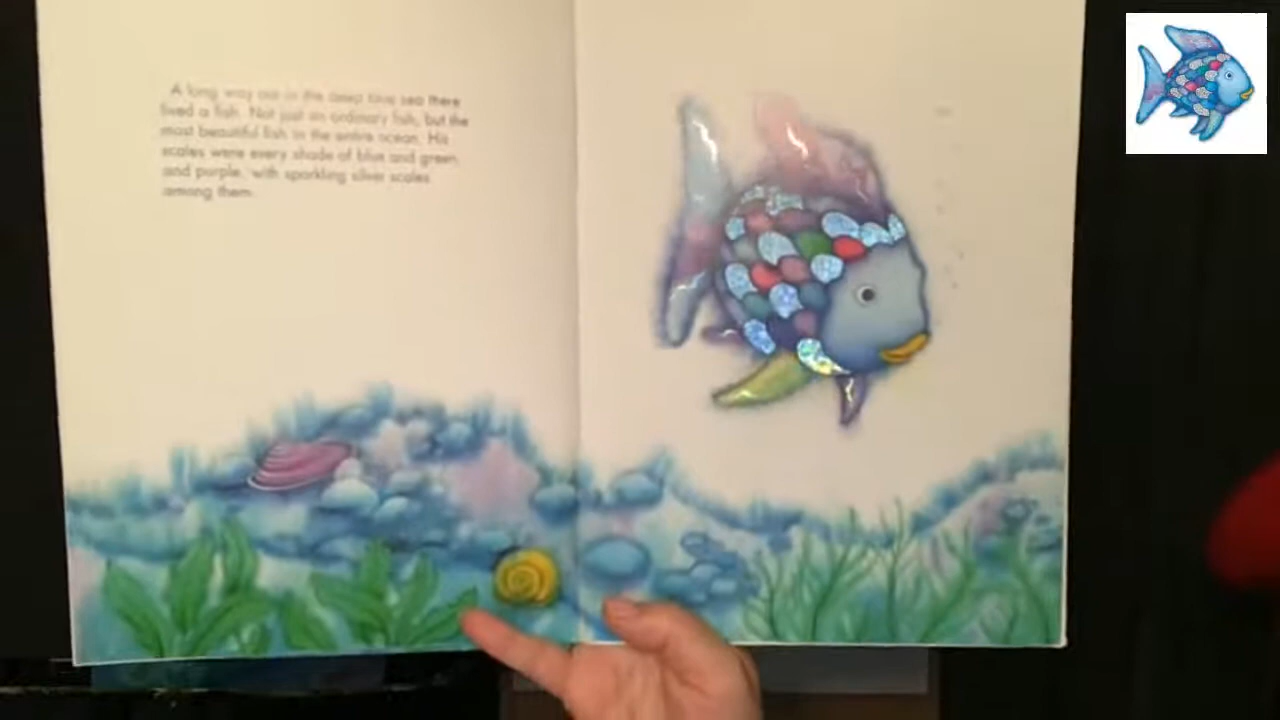 A long way out in the deep blue sea there
lived a fish. Not just an ordinary fish, but the
most beautiful fish in the entire ocean. His
scales were every shade of blue and green
and purple, with sparkling silver scales
among them.